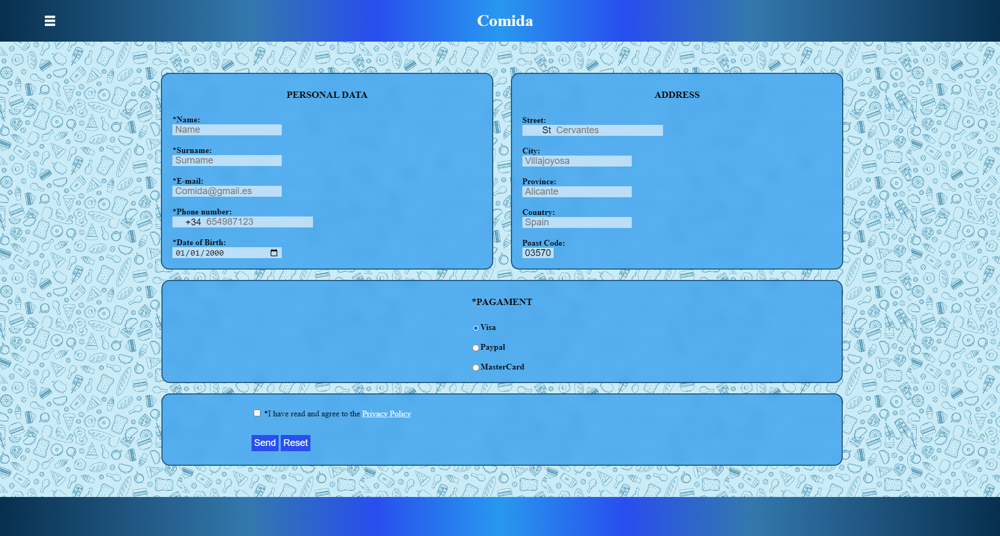 Comida
PERSONAL DATA
*Name:
Name
*Surname:
Surname
*E-mail:
Comida@gmail.es
*Phone number:
+34 654987123
*Date of Birth:
01/01/2000
ADDRESS
Street:
St Cervantes
City:
Villajoyosa
Province:
Alicante
Country:
Spain
Poast Code:
03570
*PAGAMENT
Visa
Paypal
MasterCard
*I have read and agree to the Privacy Policy
Send Reset